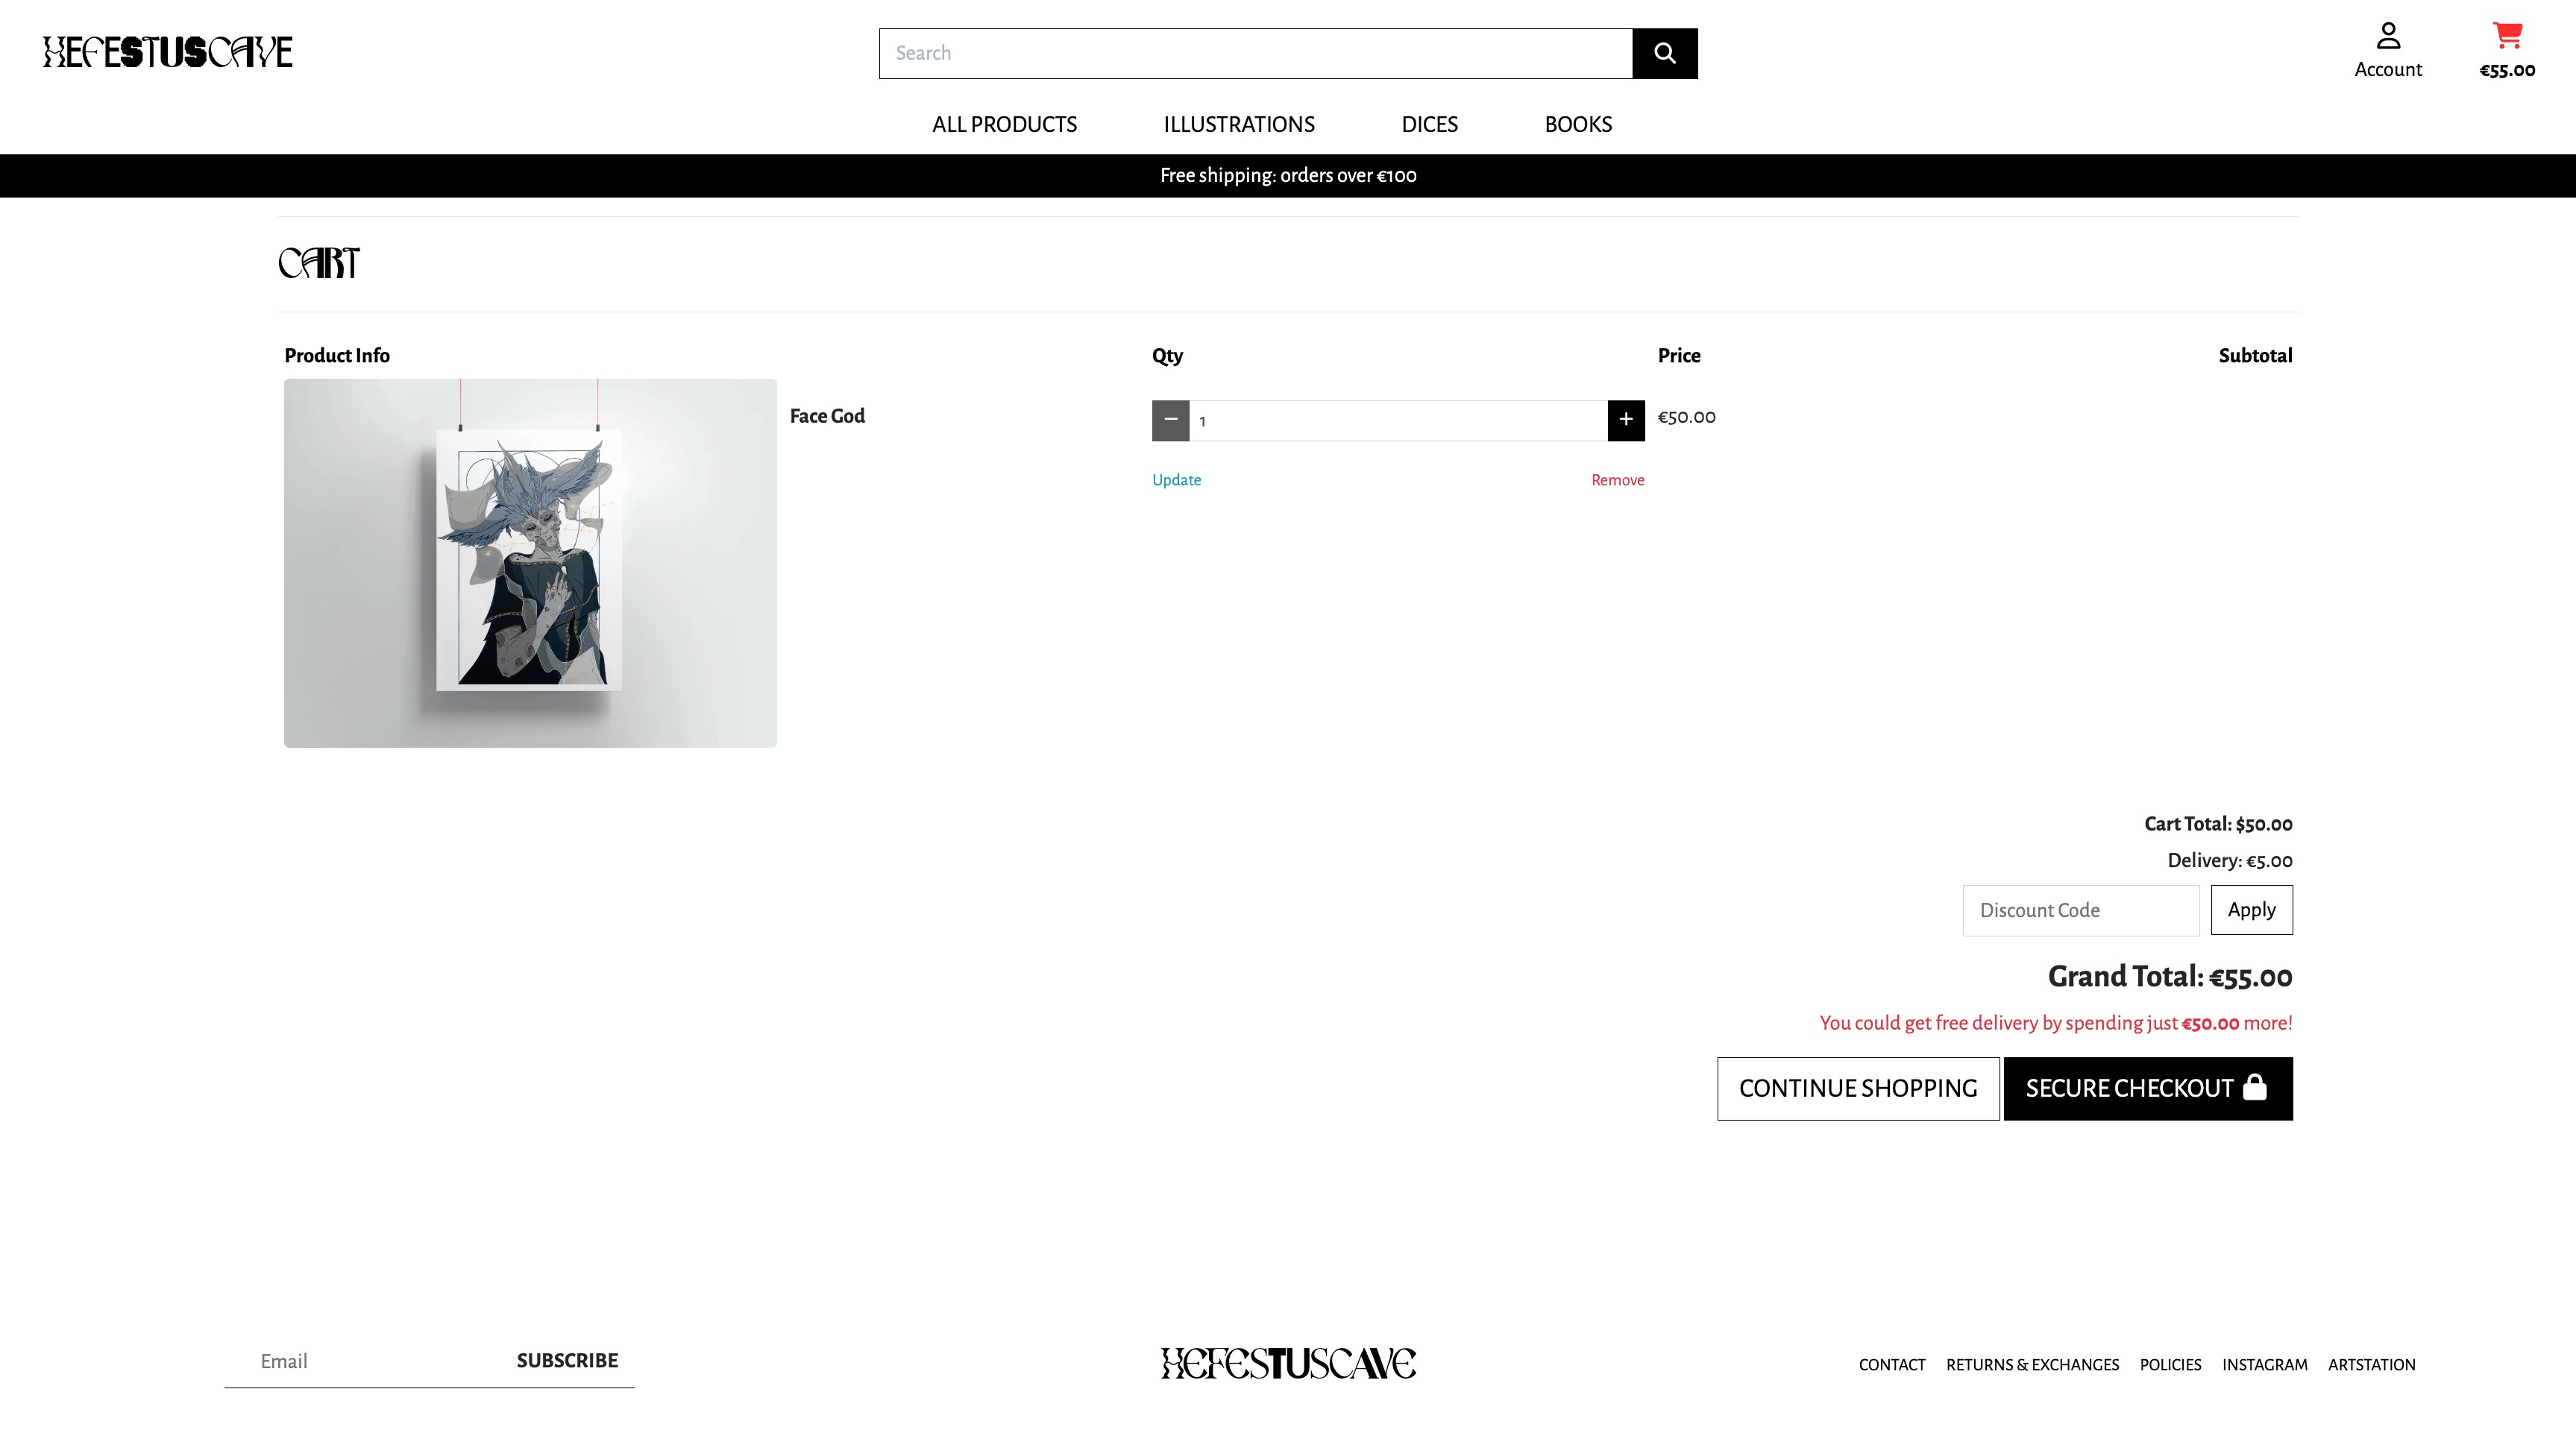 HEFESTUSCAVE
Search
Account
€55.00
ALL PRODUCTS ILLUSTRATIONS DICES BOOKS
Free shipping: orders over €100
CART
Product Info Qty Price Subtotal
Face God
1
€50.00
Update Remove
Cart Total: $50.00
Delivery: €5.00
Discount Code Apply
Grand Total: €55.00
You could get free delivery by spending just €50.00 more!
CONTINUE SHOPPING SECURE CHECKOUT
Email SUBSCRIBE
HEFESTUSCAVE
CONTACT RETURNS & EXCHANGES POLICIES INSTAGRAM ARTSTATION